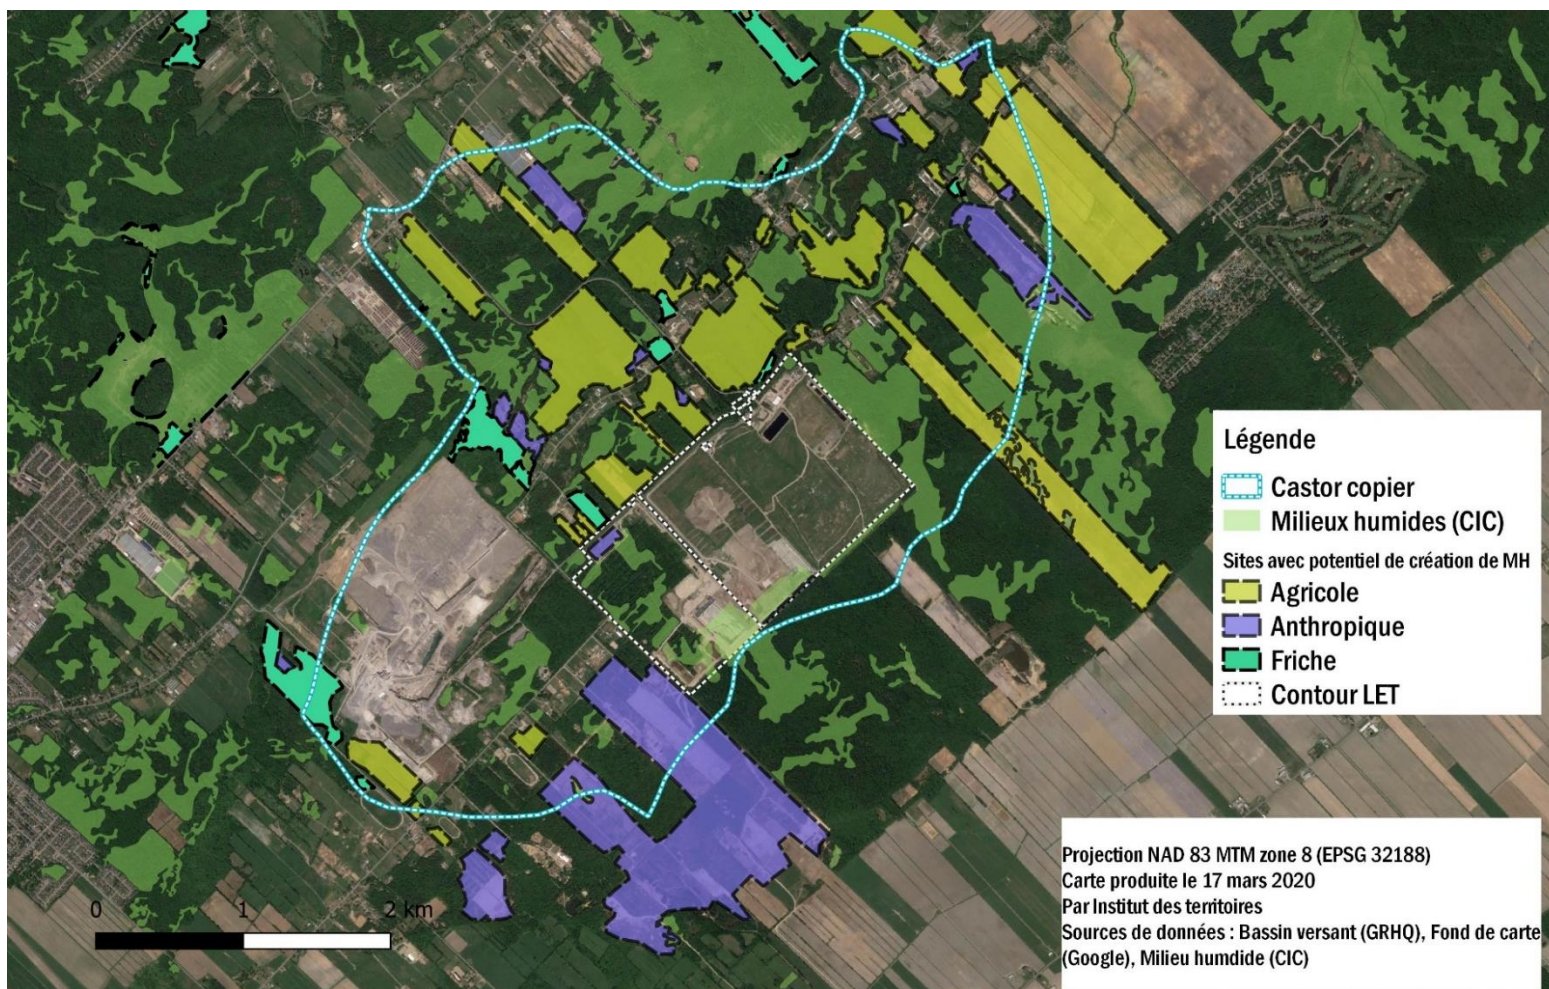 Légende
Castor copier
Milieux humides (CIC)
Sites avec potentiel de création de MH
Agricole
Anthropique
Friche
Contour LET
0 1 2 km
Projection NAD 83 MTM zone 8 (EPSG 32188)
Carte produite le 17 mars 2020
Par Institut des territoires
Sources de données : Bassin versant (GRHQ), Fond de carte
(Google), Milieu humdide (CIC)